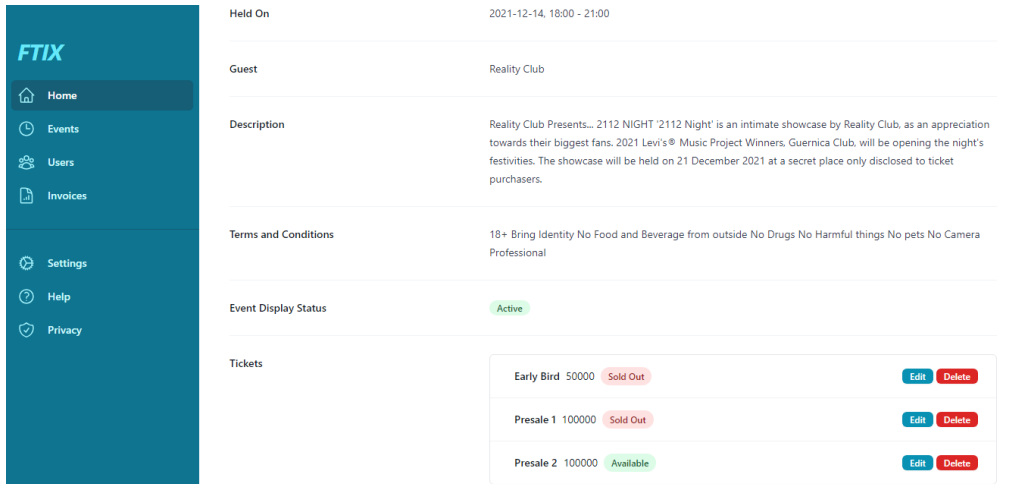 FTIX
Home
Events
Users
Invoices
Settings
Help
Privacy
Held On 2021-12-14, 18:00 - 21:00
Guest Reality Club
Description Reality Club Presents... 2112 NIGHT '2112 Night' is an intimate showcase by Reality Club, as an appreciation
towards their biggest fans. 2021 Levi's® Music Project Winners, Guernica Club, will be opening the night's
festivities. The showcase will be held on 21 December 2021 at a secret place only disclosed to ticket
purchasers.
Terms and Conditions 18+ Bring Identity No Food and Beverage from outside No Drugs No Harmful things No pets No Camera
Professional
Event Display Status Active
Tickets
Early Bird 50000 Sold Out Edit Delete
Presale 1 100000 Sold Out Edit Delete
Presale 2 100000 Available Edit Delete